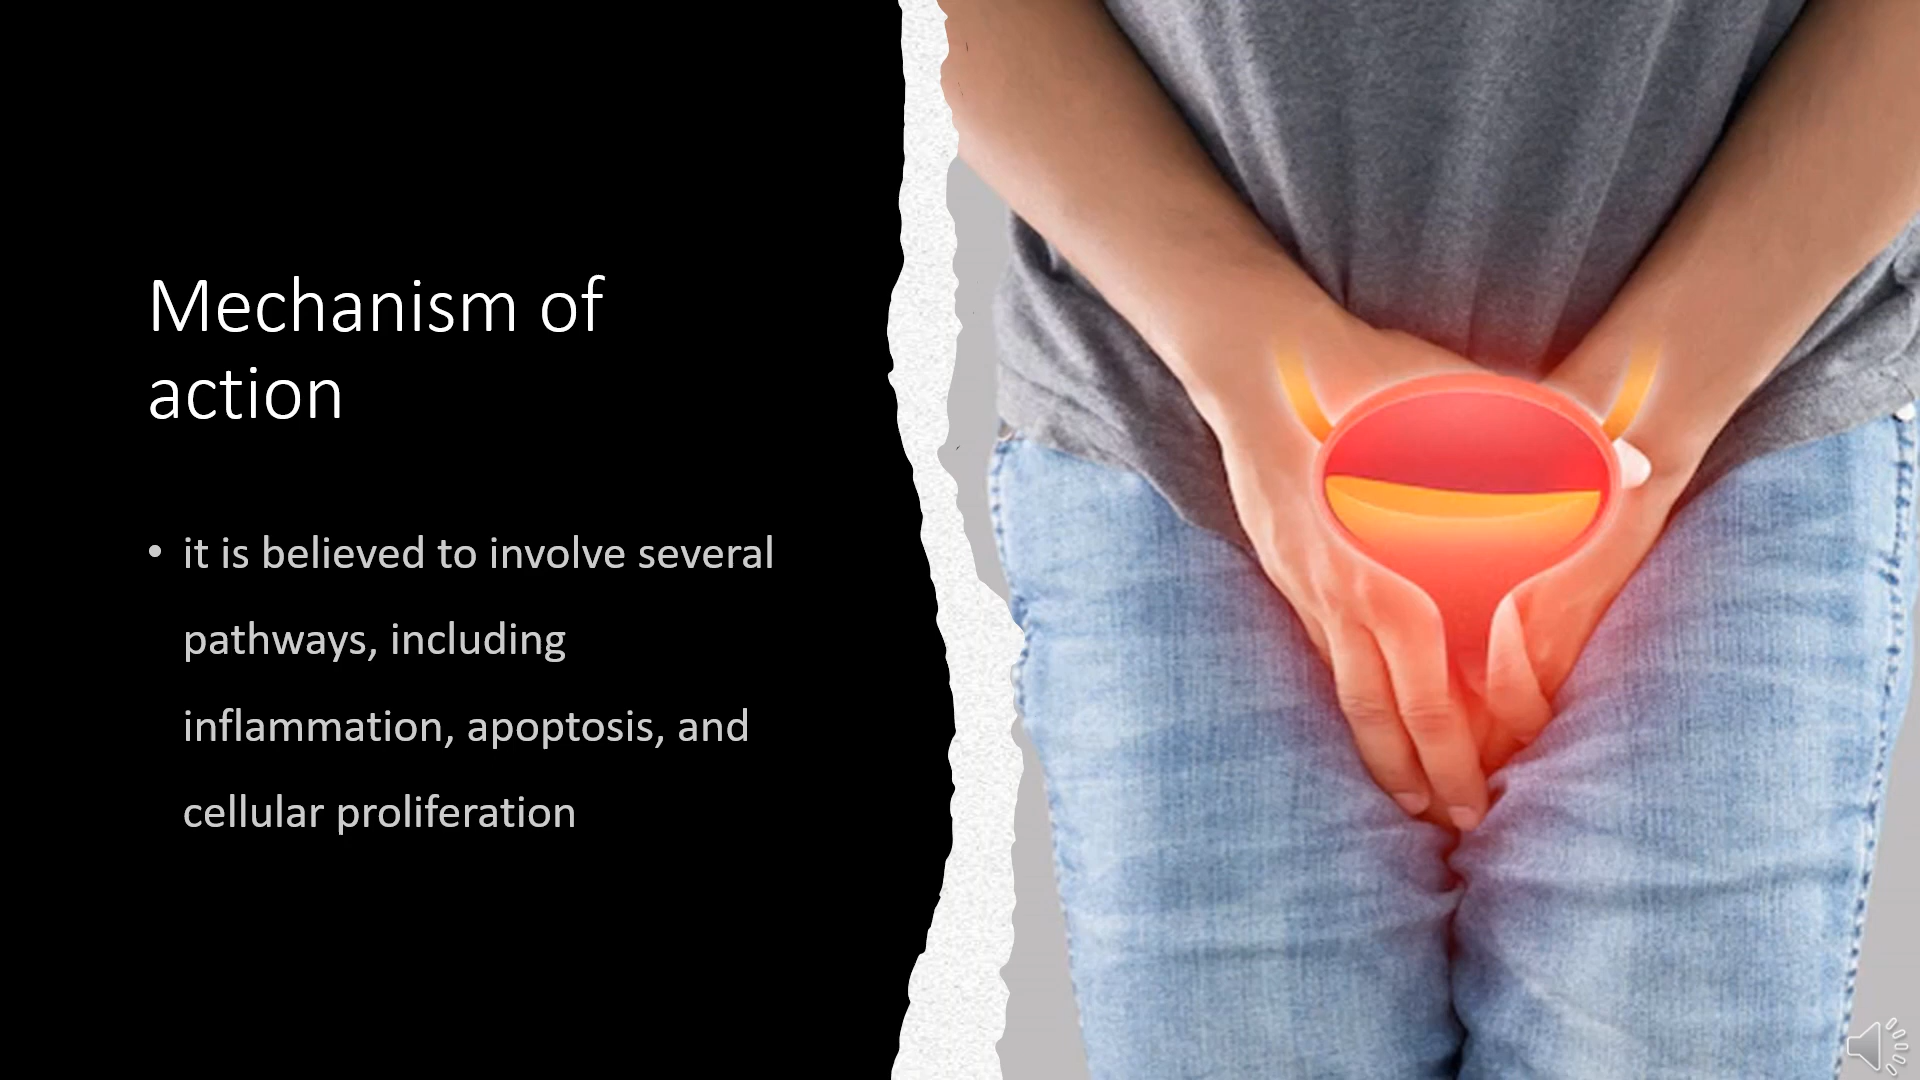 Mechanism of
action
• it is believed to involve several
pathways, including
inflammation, apoptosis, and
cellular proliferation